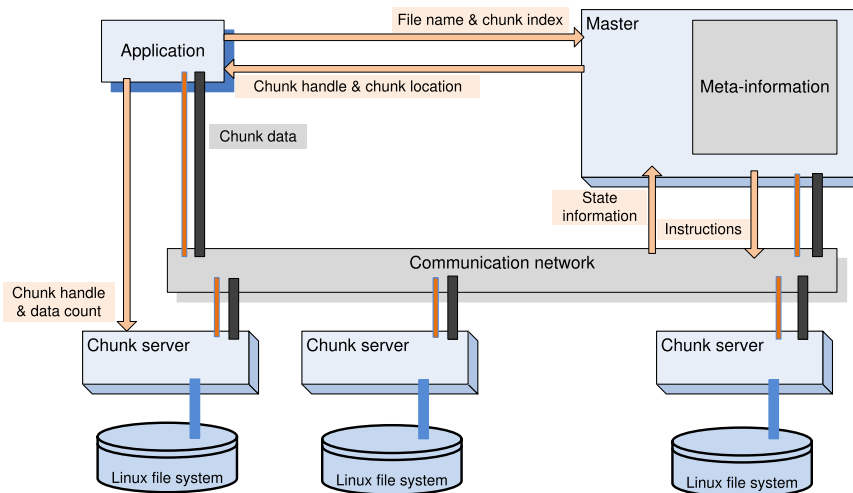 File name & chunk index
Master
Application
Chunk handle & chunk location
Meta-information
Chunk data
State
information
Instructions
Communication network
Chunk handle
& data count
Chunk server
Chunk server
Chunk server
Linux file system
Linux file system
Linux file system